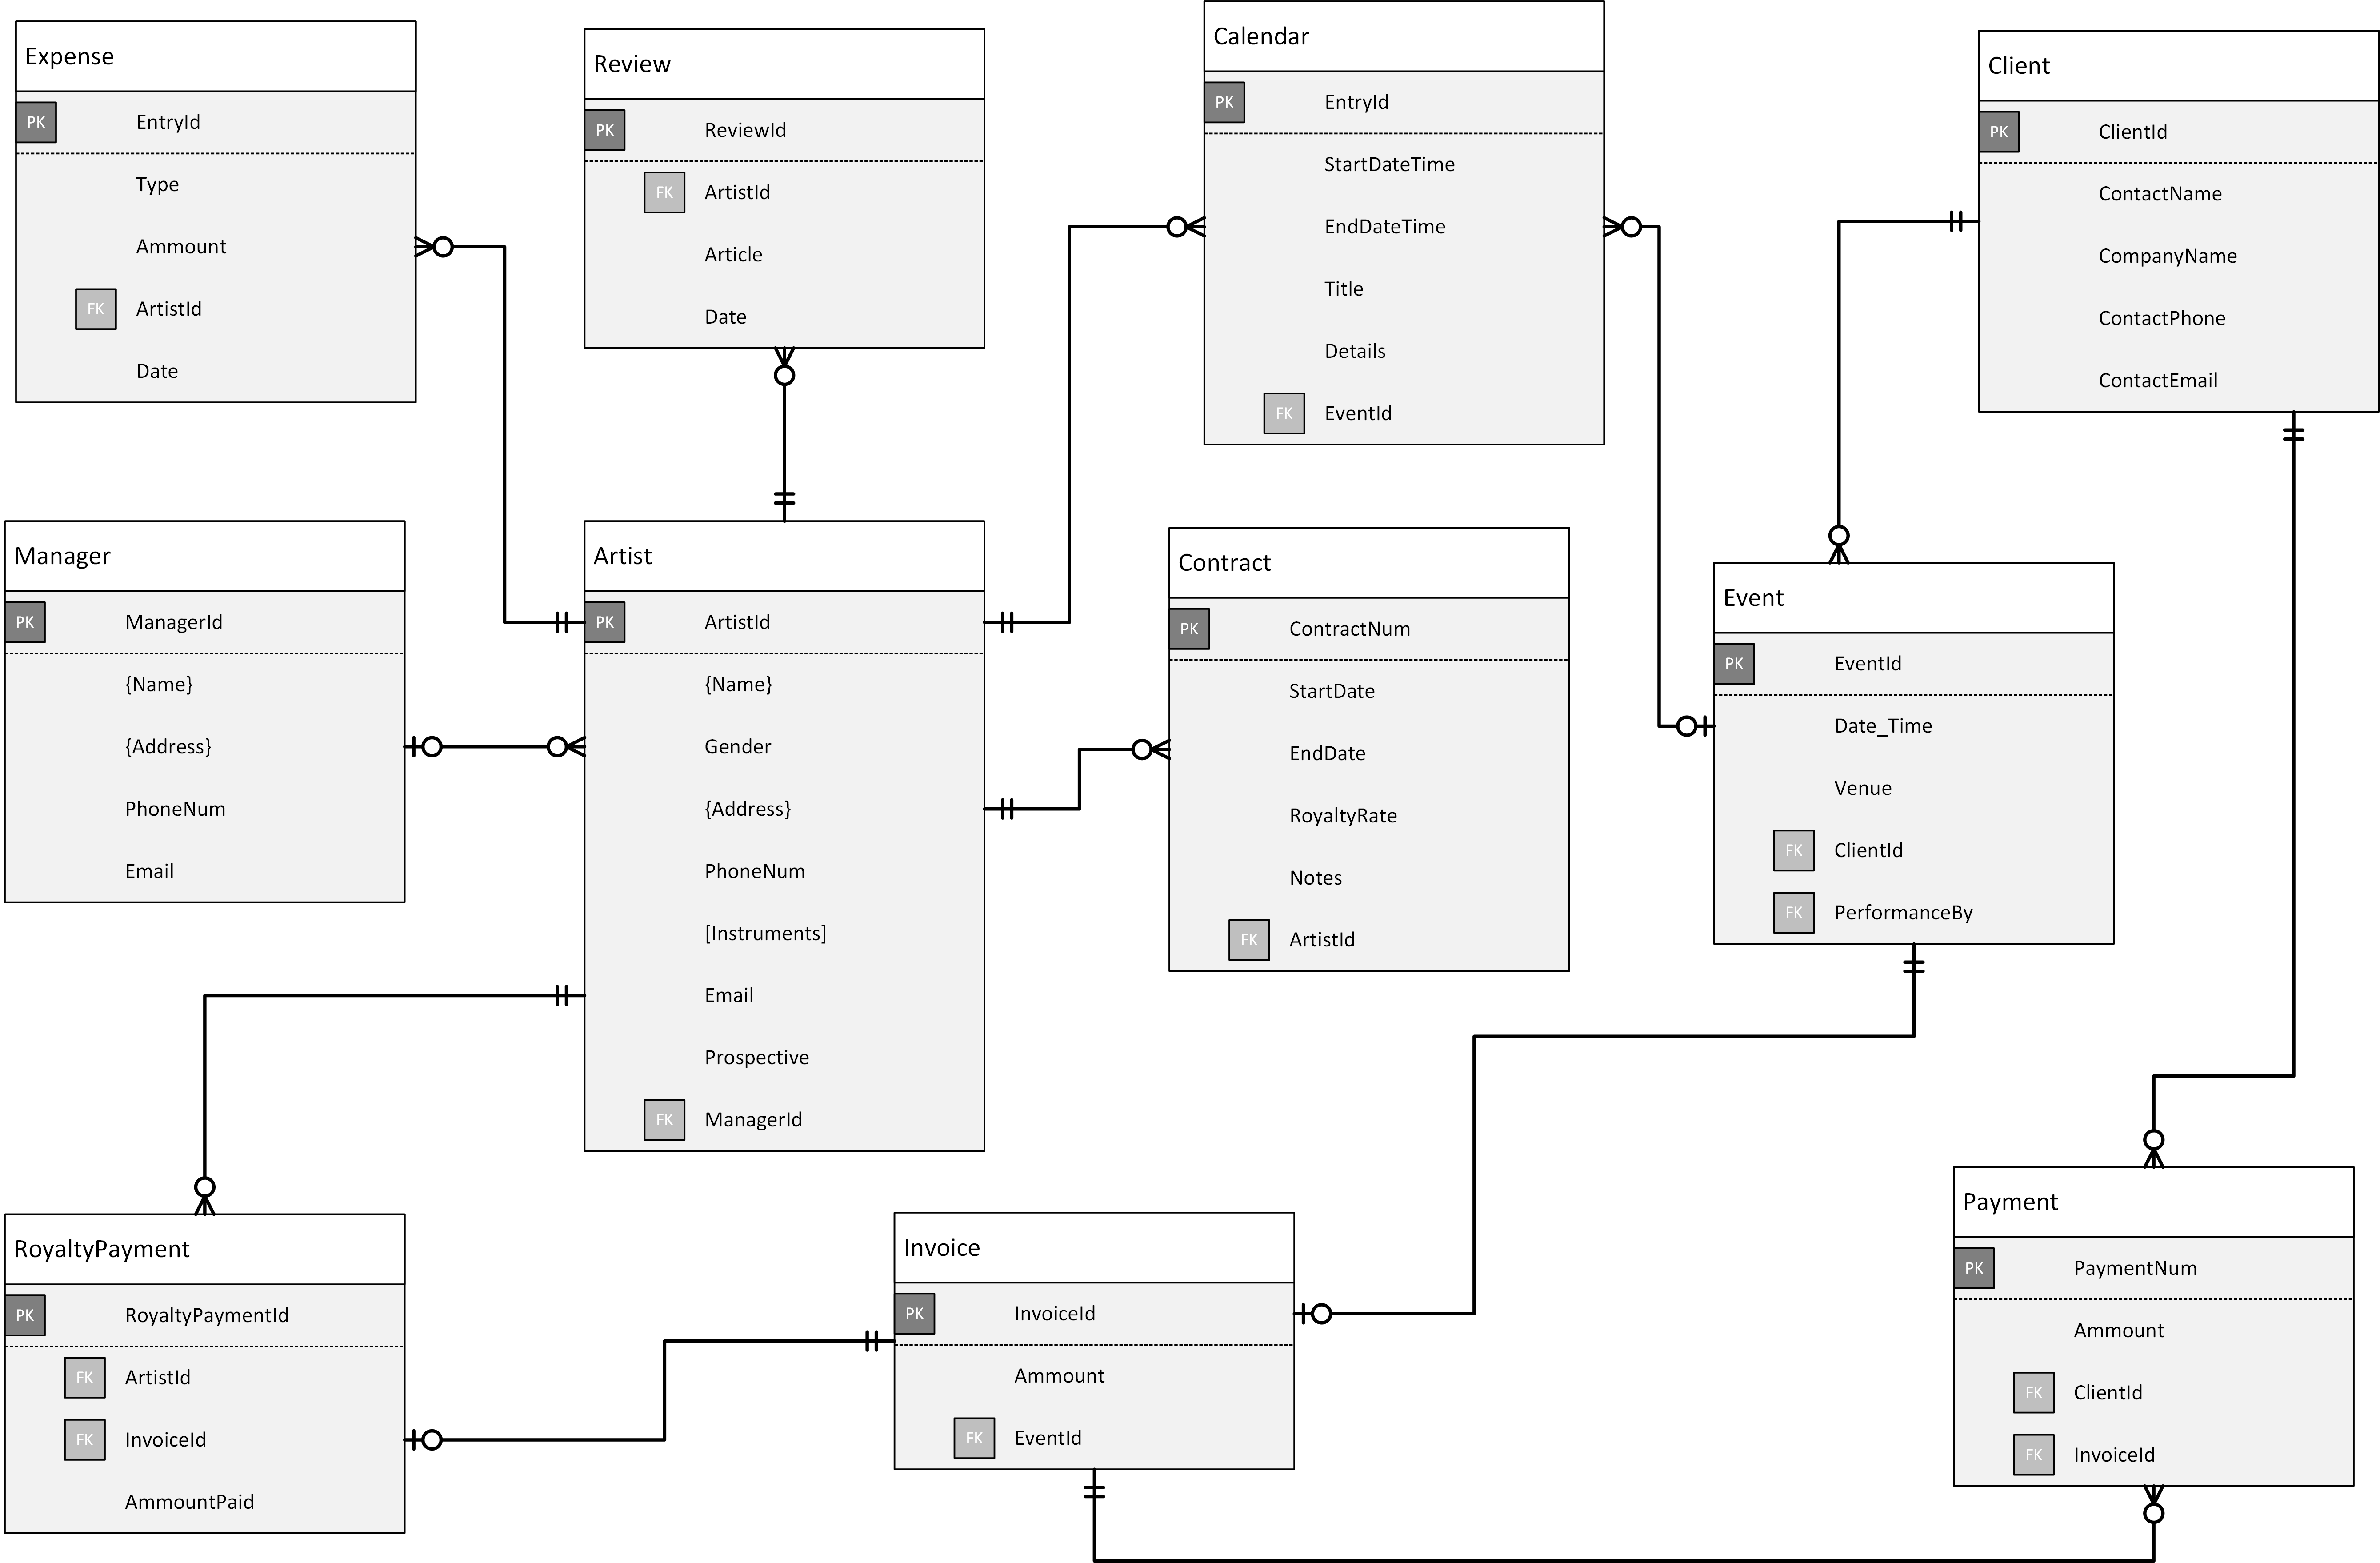 Expense
PK EntryId
Type
Ammount
FK ArtistId
Date
Review
PK ReviewId
FK ArtistId
Article
Date
Calendar
PK EntryId
StartDateTime
EndDateTime
Title
Details
FK EventId
Client
PK ClientId
ContactName
CompanyName
ContactPhone
ContactEmail
Manager
PK ManagerId
{Name}
{Address}
PhoneNum
Email
Artist
PK ArtistId
{Name}
Gender
{Address}
PhoneNum
[Instruments]
Email
Prospective
FK ManagerId
Contract
PK ContractNum
StartDate
EndDate
RoyaltyRate
Notes
FK ArtistId
Event
PK EventId
Date_Time
Venue
FK ClientId
FK PerformanceBy
RoyaltyPayment
PK RoyaltyPaymentId
FK ArtistId
FK InvoiceId
AmmountPaid
Invoice
PK InvoiceId
Ammount
FK EventId
Payment
PK PaymentNum
Ammount
FK ClientId
FK InvoiceId